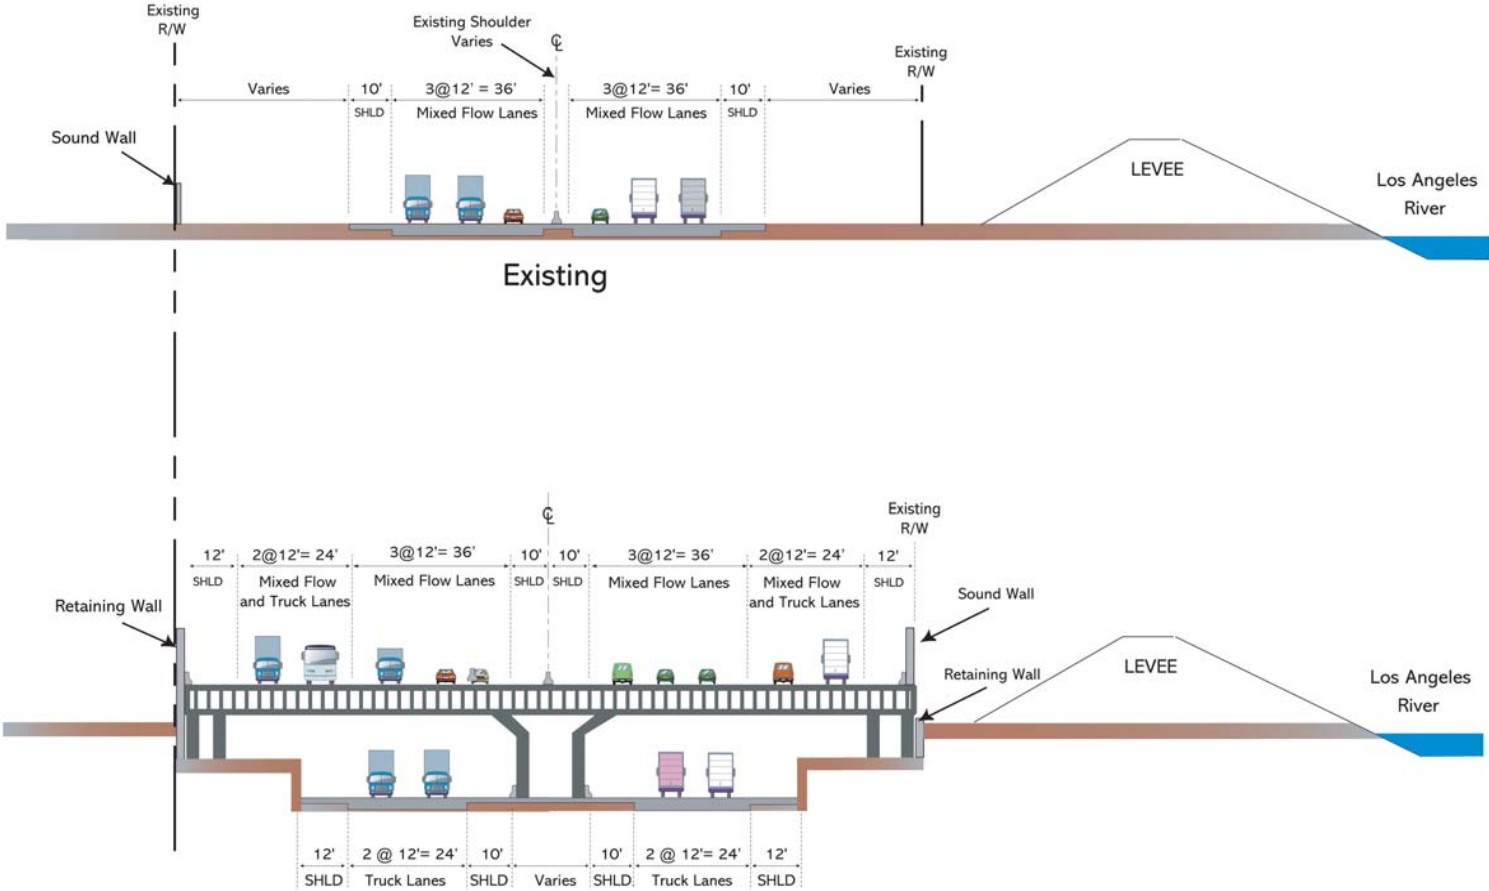 Existing
R/W
Existing Shoulder
Varies
℄
Existing
R/W
Varies
10'
3@12' = 36'
3@12'= 36'
10'
Varies
SHLD
Mixed Flow Lanes
Mixed Flow Lanes
SHLD
Sound Wall
LEVEE
Los Angeles
River
Existing
℄
Existing
R/W
12'
2@12'= 24'
3@12'= 36'
10'
10'
3@12'= 36'
2@12'= 24'
12'
SHLD
Mixed Flow
and Truck Lanes
Mixed Flow Lanes
SHLD
SHLD
Mixed Flow Lanes
Mixed Flow
and Truck Lanes
SHLD
Retaining Wall
Sound Wall
Retaining Wall
LEVEE
Los Angeles
River
12'
2 @ 12'= 24'
10'
10'
2 @ 12'= 24'
12'
SHLD
Truck Lanes
SHLD
Varies
SHLD
Truck Lanes
SHLD